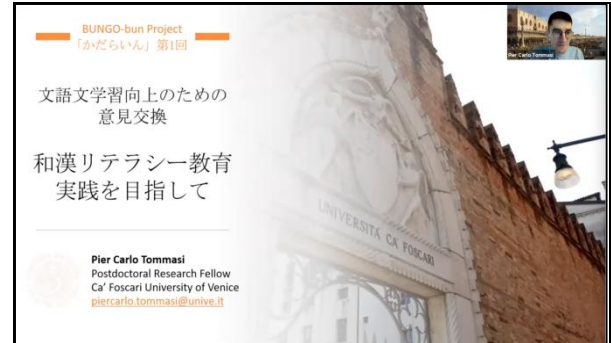 BUNGO-bun Project
「かだらいん」第1回
文語文学習向上のための
意見交換
和漢リテラシー教育
実践を目指して
Pier Carlo Tommasi
Postdoctoral Research Fellow
Ca' Foscari University of Venice
piercarlo.tommasi@unive.it
UNIVERSITA CA' FOSCARI
Pier Carlo Tommasi